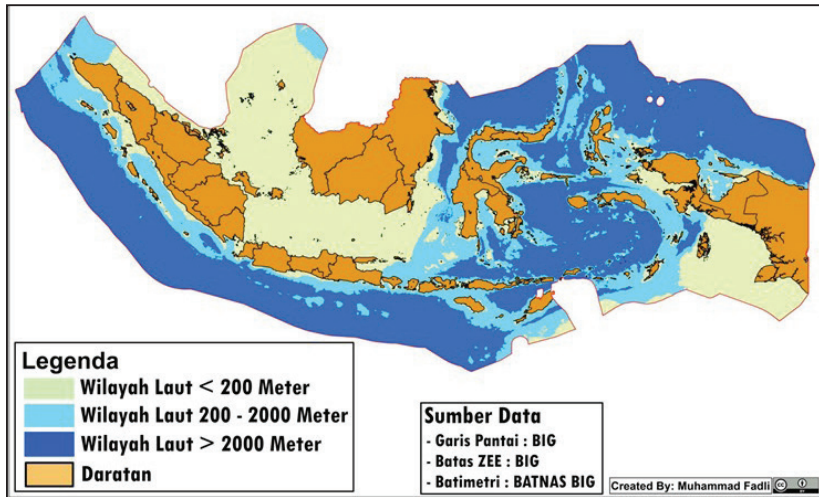 Legenda
Wilayah Laut < 200 Meter
Wilayah Laut 200 - 2000 Meter
Wilayah Laut > 2000 Meter
Daratan
Sumber Data
- Garis Pantai : BIG
- Batas ZEE : BIG
- Batimetri : BATNAS BIG
Created By: Muhammad Fadli